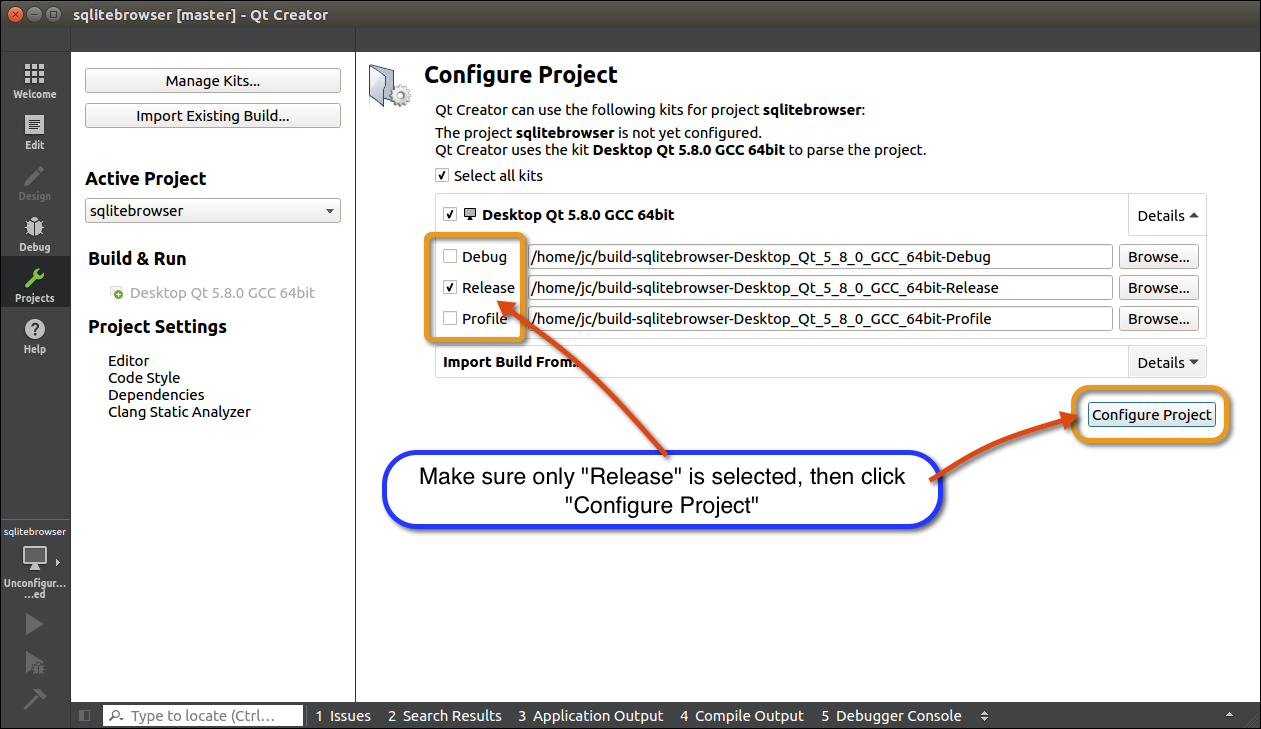 sqlitebrowser [master] - Qt Creator
Welcome
Edit
Design
Debug
Projects
Help
sqlitebrowser
Unconfigur...
...ed
Manage Kits...
Import Existing Build...
Active Project
sqlitebrowser
Build & Run
Desktop Qt 5.8.0 GCC 64bit
Project Settings
Editor
Code Style
Dependencies
Clang Static Analyzer
Configure Project
Qt Creator can use the following kits for project sqlitebrowser:
The project sqlitebrowser is not yet configured.
Qt Creator uses the kit Desktop Qt 5.8.0 GCC 64bit to parse the project.
Select all kits
Desktop Qt 5.8.0 GCC 64bit Details
Debug /home/jc/build-sqlitebrowser-Desktop_Qt_5_8_0_GCC_64bit-Debug Browse...
Release /home/jc/build-sqlitebrowser-Desktop_Qt_5_8_0_GCC_64bit-Release Browse...
Profile /home/jc/build-sqlitebrowser-Desktop_Qt_5_8_0_GCC_64bit-Profile Browse...
Import Build From... Details
Configure Project
Make sure only "Release" is selected, then click
"Configure Project"
Type to locate (Ctrl... 1 Issues 2 Search Results 3 Application Output 4 Compile Output 5 Debugger Console